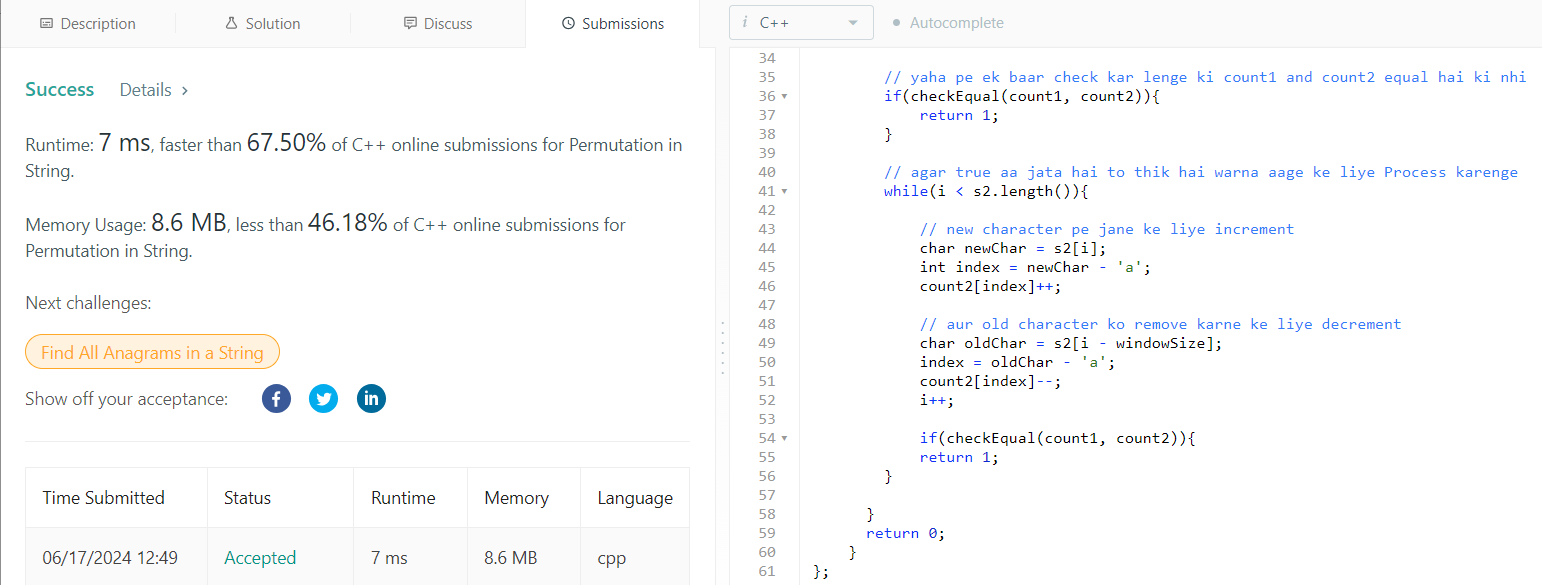 Description
Solution
Discuss
Submissions
Success Details >
Runtime: 7 ms, faster than 67.50% of C++ online submissions for Permutation in
String.
Memory Usage: 8.6 MB, less than 46.18% of C++ online submissions for
Permutation in String.
Next challenges:
Find All Anagrams in a String
Show off your acceptance:
Time Submitted Status Runtime Memory Language
06/17/2024 12:49 Accepted 7 ms 8.6 MB cpp
i C++ Autocomplete
34
35 // yaha pe ek baar check kar lenge ki count1 and count2 equal hai ki nhi
36 if(checkEqual(count1, count2)){
37 return 1;
38 }
39
40 // agar true aa jata hai to thik hai warna aage ke liye Process karenge
41 while(i < s2.length()){
42
43 // new character pe jane ke liye increment
44 char newChar = s2[i];
45 int index = newChar - 'a';
46 count2[index]++;
47
48 // aur old character ko remove karne ke liye decrement
49 char oldChar = s2[i - windowSize];
50 index = oldChar - 'a';
51 count2[index]--;
52 i++;
53
54 if(checkEqual(count1, count2)){
55 return 1;
56 }
57
58 }
59 return 0;
60 }
61 };